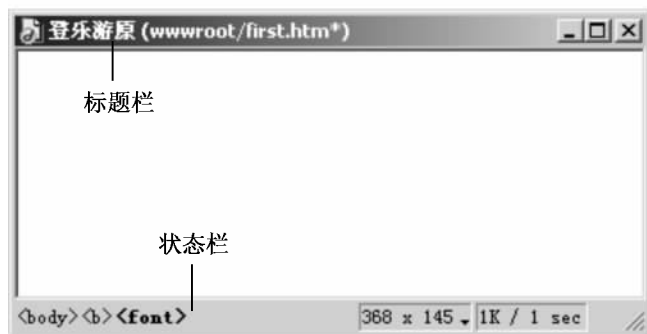 登乐游原 (wwwroot/first.htm*)
标题栏
状态栏
<body> <b> <font> 368 x 145 1K / 1 sec